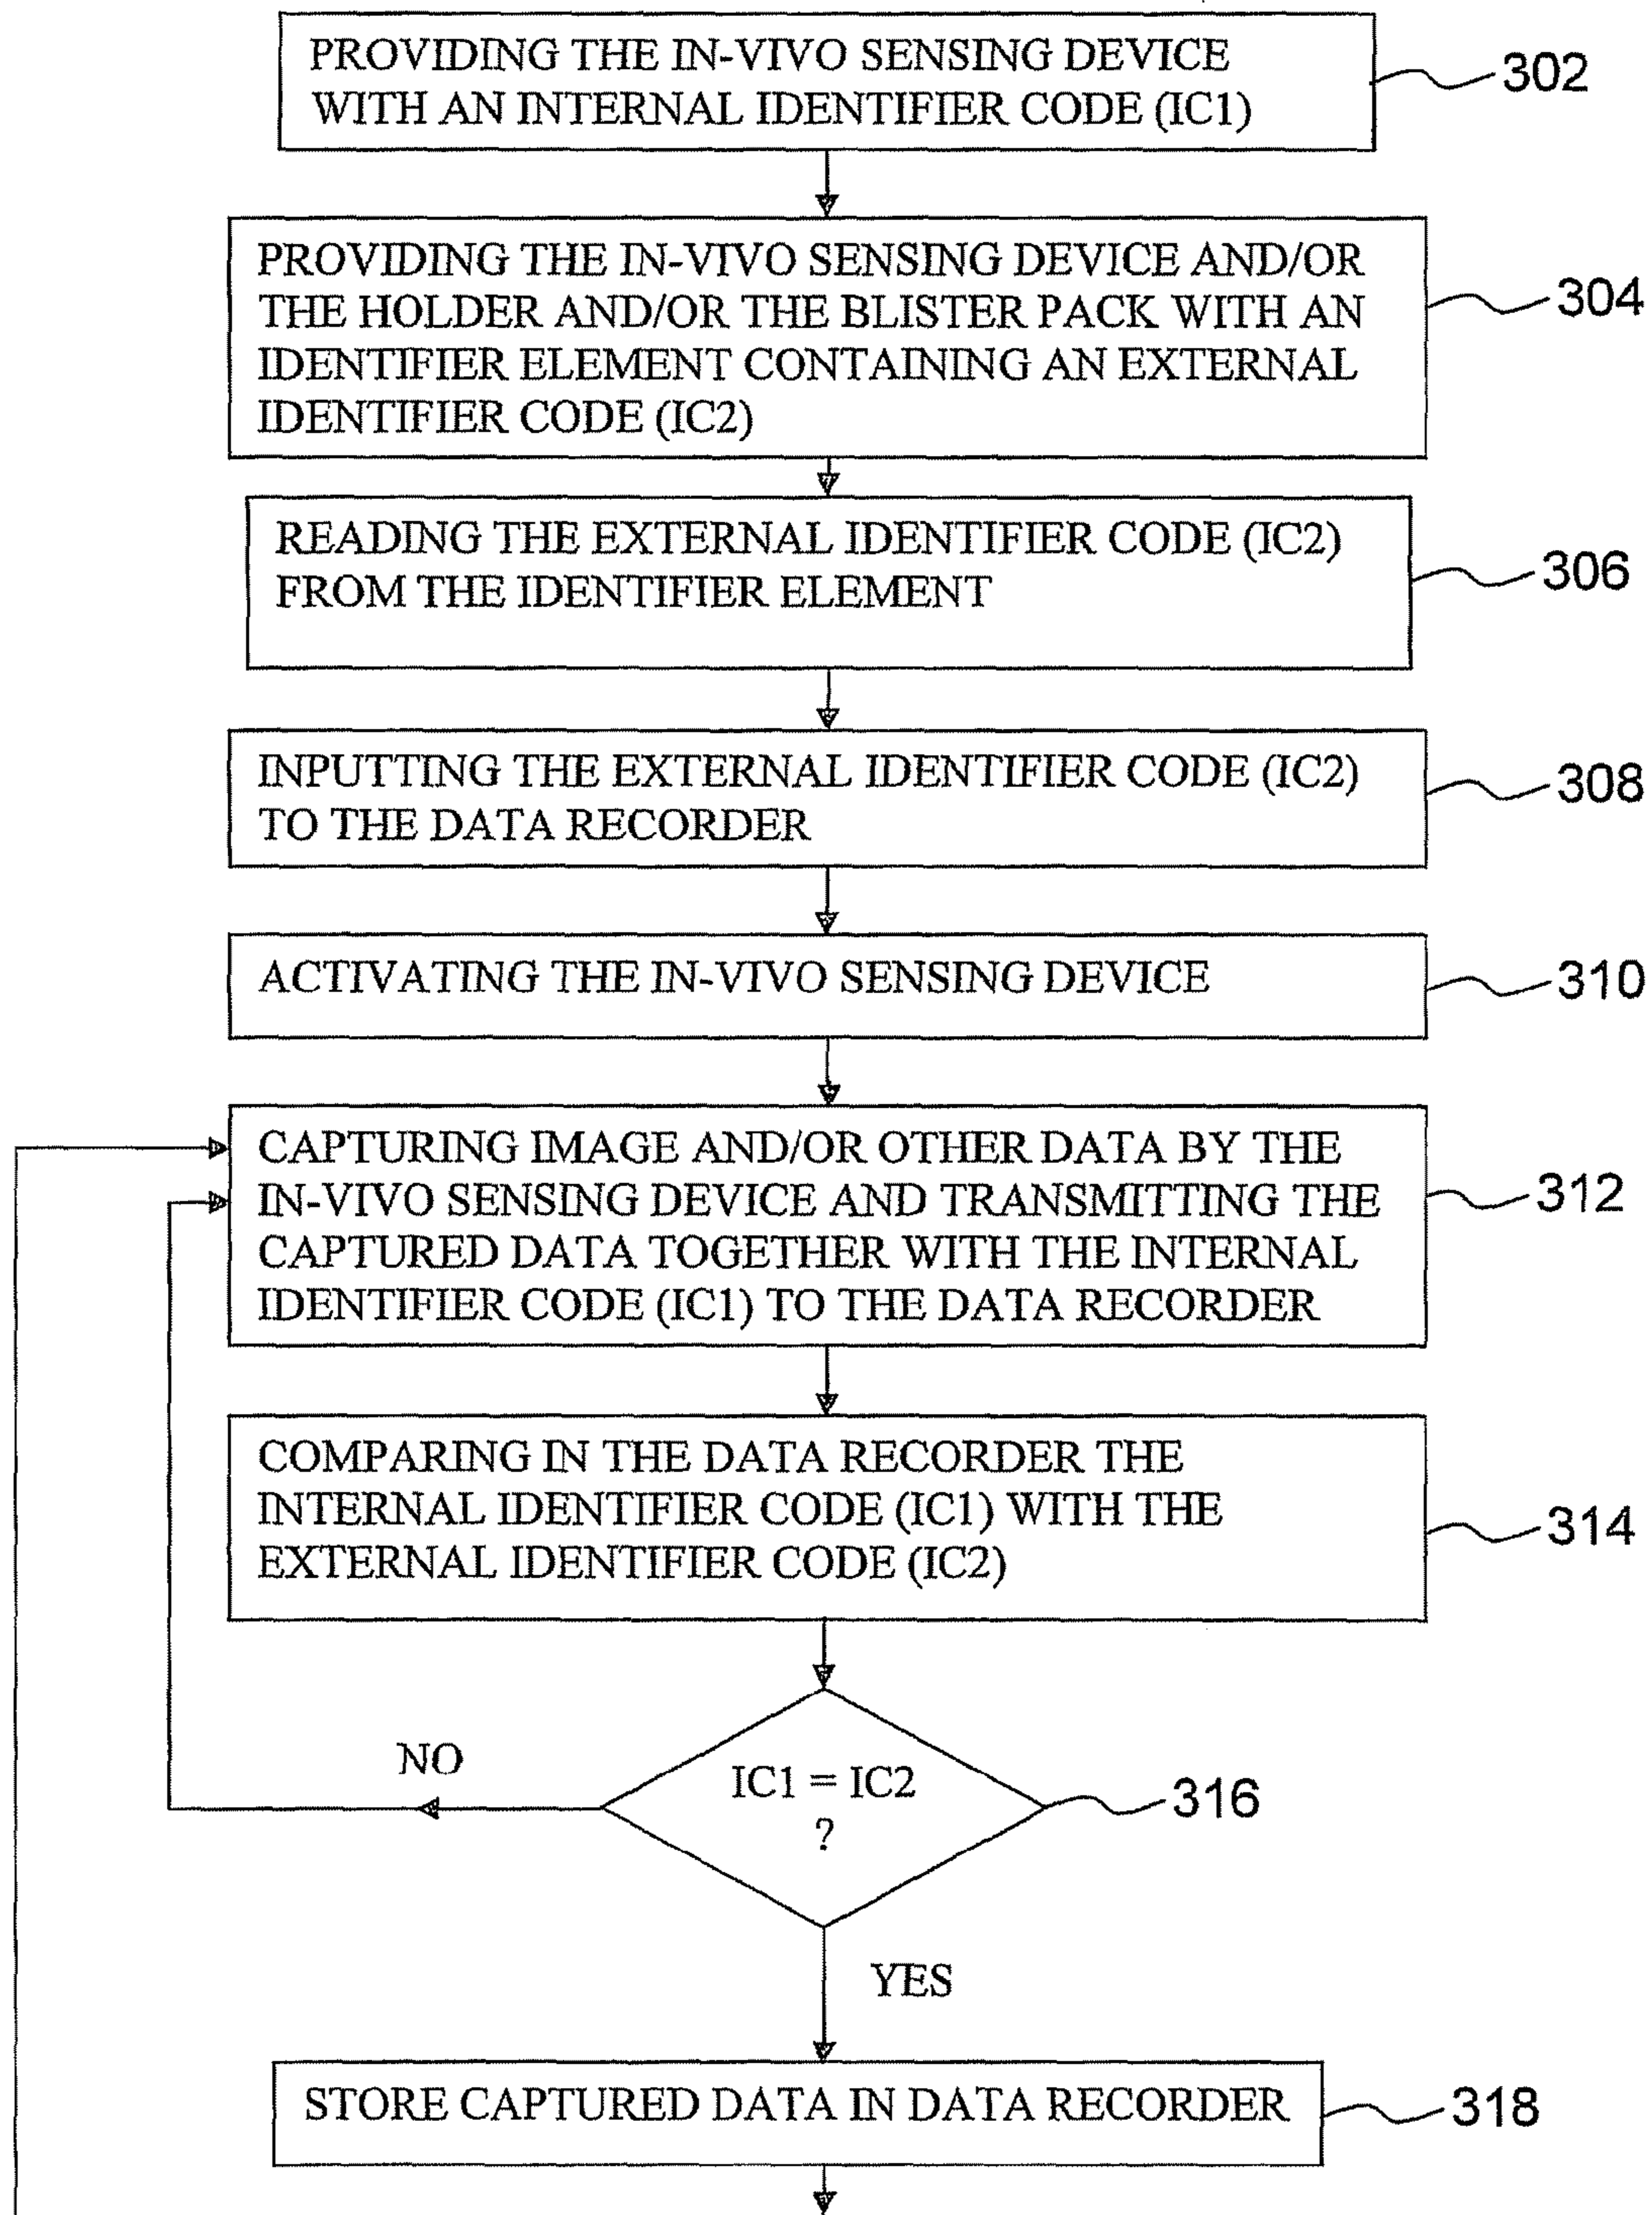 PROVIDING THE IN-VIVO SENSING DEVICE
WITH AN INTERNAL IDENTIFIER CODE (IC1)
302
PROVIDING THE IN-VIVO SENSING DEVICE AND/OR
THE HOLDER AND/OR THE BLISTER PACK WITH AN
IDENTIFIER ELEMENT CONTAINING AN EXTERNAL
IDENTIFIER CODE (IC2)
304
READING THE EXTERNAL IDENTIFIER CODE (IC2)
FROM THE IDENTIFIER ELEMENT
306
INPUTTING THE EXTERNAL IDENTIFIER CODE (IC2)
TO THE DATA RECORDER
308
ACTIVATING THE IN-VIVO SENSING DEVICE
310
CAPTURING IMAGE AND/OR OTHER DATA BY THE
IN-VIVO SENSING DEVICE AND TRANSMITTING THE
CAPTURED DATA TOGETHER WITH THE INTERNAL
IDENTIFIER CODE (IC1) TO THE DATA RECORDER
312
COMPARING IN THE DATA RECORDER THE
INTERNAL IDENTIFIER CODE (IC1) WITH THE
EXTERNAL IDENTIFIER CODE (IC2)
314
NO
IC1 = IC2
?
316
YES
STORE CAPTURED DATA IN DATA RECORDER
318